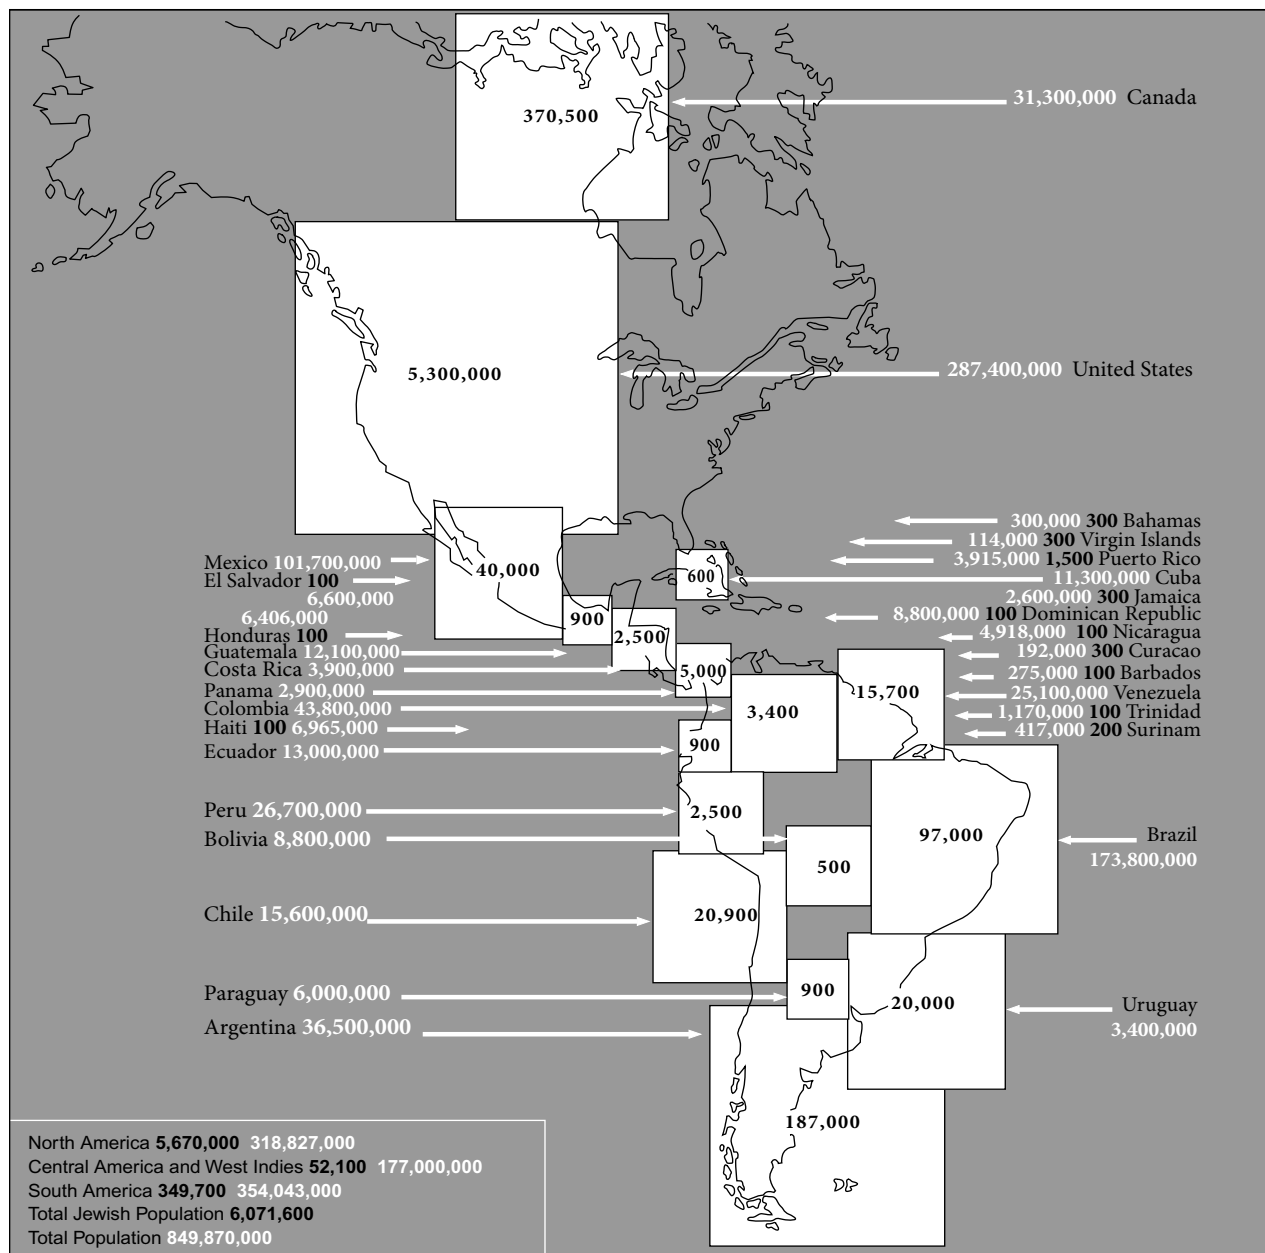 370,500
31,300,000 Canada
5,300,000
287,400,000 United States
300,000 300 Bahamas
114,000 300 Virgin Islands
3,915,000 1,500 Puerto Rico
11,300,000 Cuba
2,600,000 300 Jamaica
8,800,000 100 Dominican Republic
4,918,000 100 Nicaragua
192,000 300 Curacao
275,000 100 Barbados
25,100,000 Venezuela
1,170,000 100 Trinidad
417,000 200 Surinam
Mexico 101,700,000
El Salvador 100
6,600,000
6,406,000
Honduras 100
Guatemala 12,100,000
Costa Rica 3,900,000
Panama 2,900,000
Colombia 43,800,000
Haiti 100 6,965,000
Ecuador 13,000,000
40,000
600
900
2,500
5,000
15,700
3,400
900
Peru 26,700,000
2,500
Bolivia 8,800,000
97,000
Brazil
173,800,000
500
Chile 15,600,000
20,900
Paraguay 6,000,000
900
20,000
Uruguay
3,400,000
Argentina 36,500,000
187,000
North America 5,670,000 318,827,000
Central America and West Indies 52,100 177,000,000
South America 349,700 354,043,000
Total Jewish Population 6,071,600
Total Population 849,870,000